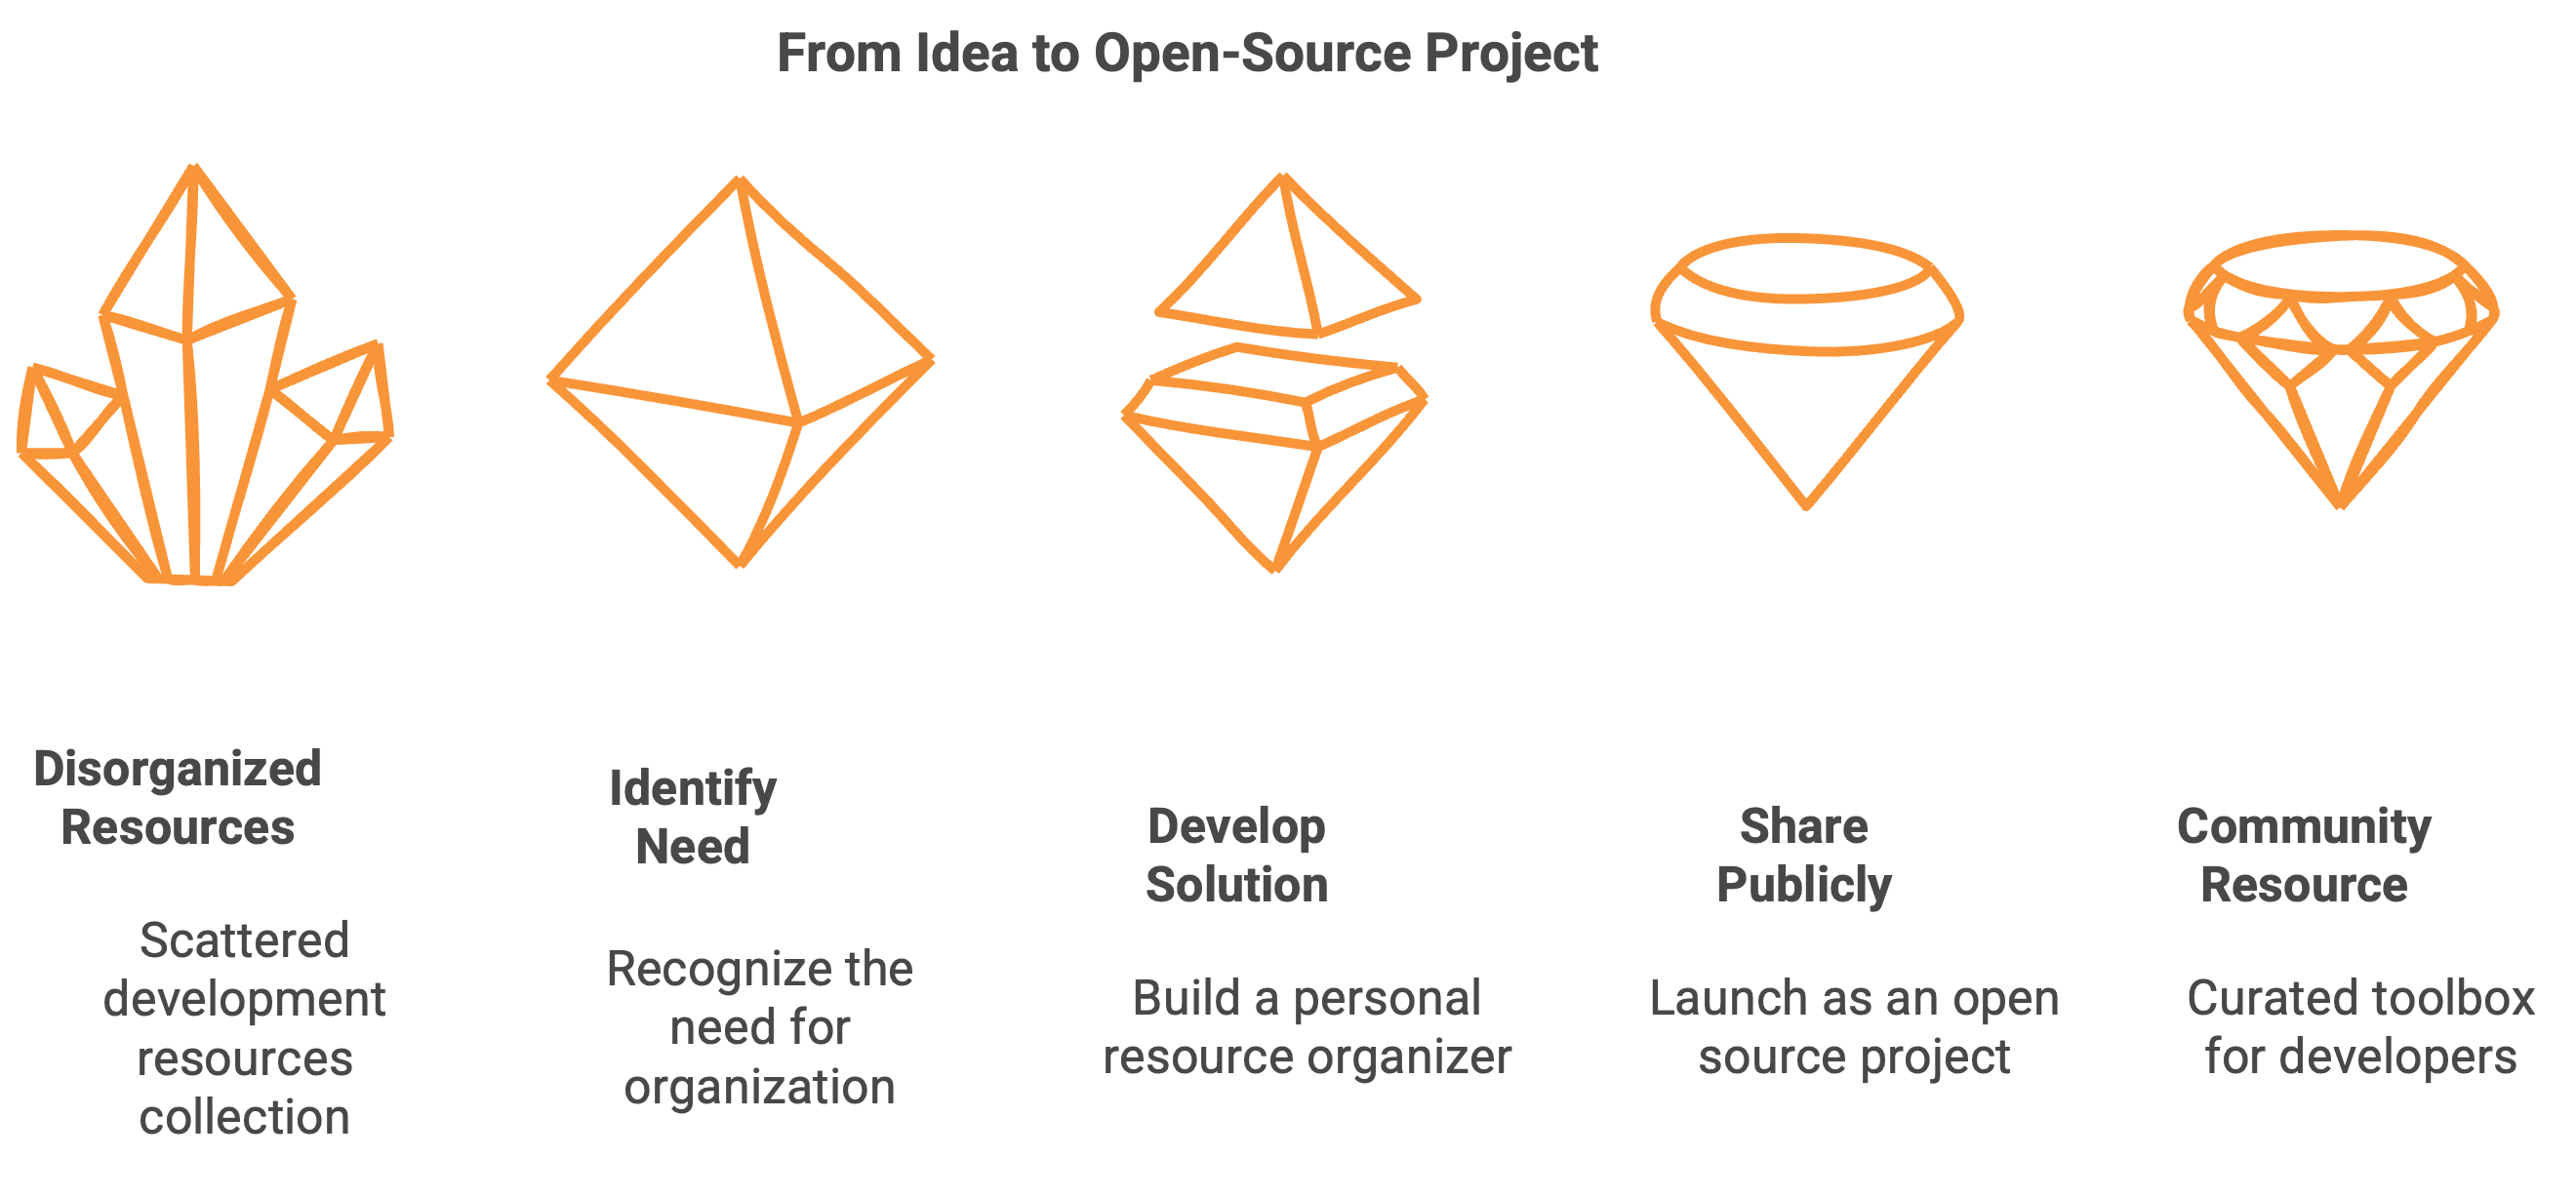 From Idea to Open-Source Project
Disorganized
Resources
Scattered
development
resources
collection
Identify
Need
Recognize the
need for
organization
Develop
Solution
Build a personal
resource organizer
Share
Publicly
Launch as an open
source project
Community
Resource
Curated toolbox
for developers